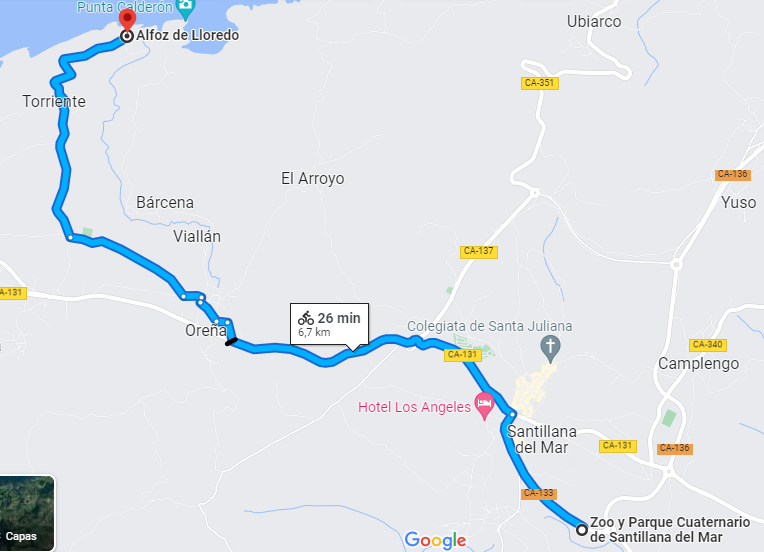 Punta Calderón
Alfoz de Lloredo
Ubiarco
CA-351
Torriente
El Arroyo
CA-136
Bárcena
Yuso
Viallán
CA-137
A-131
Oreña
26 min
6,7 km
Colegiata de Santa Juliana
CA-131
CA-340
Camplengo
Hotel Los Angeles
Santillana
del Mar
CA-131
CA-136
CA-133
Zoo y Parque Cuaternario
de Santillana del Mar
Capas
Google